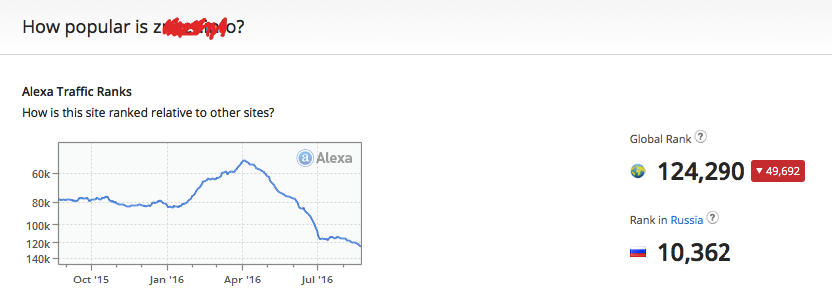 How popular is
Alexa Traffic Ranks
How is this site ranked relative to other sites?
a Alexa
60k
80k
100k
120k
140k
Oct '15 Jan '16 Apr '16 Jul '16
Global Rank ?
124,290 ▼ 49,692
Rank in Russia ?
10,362